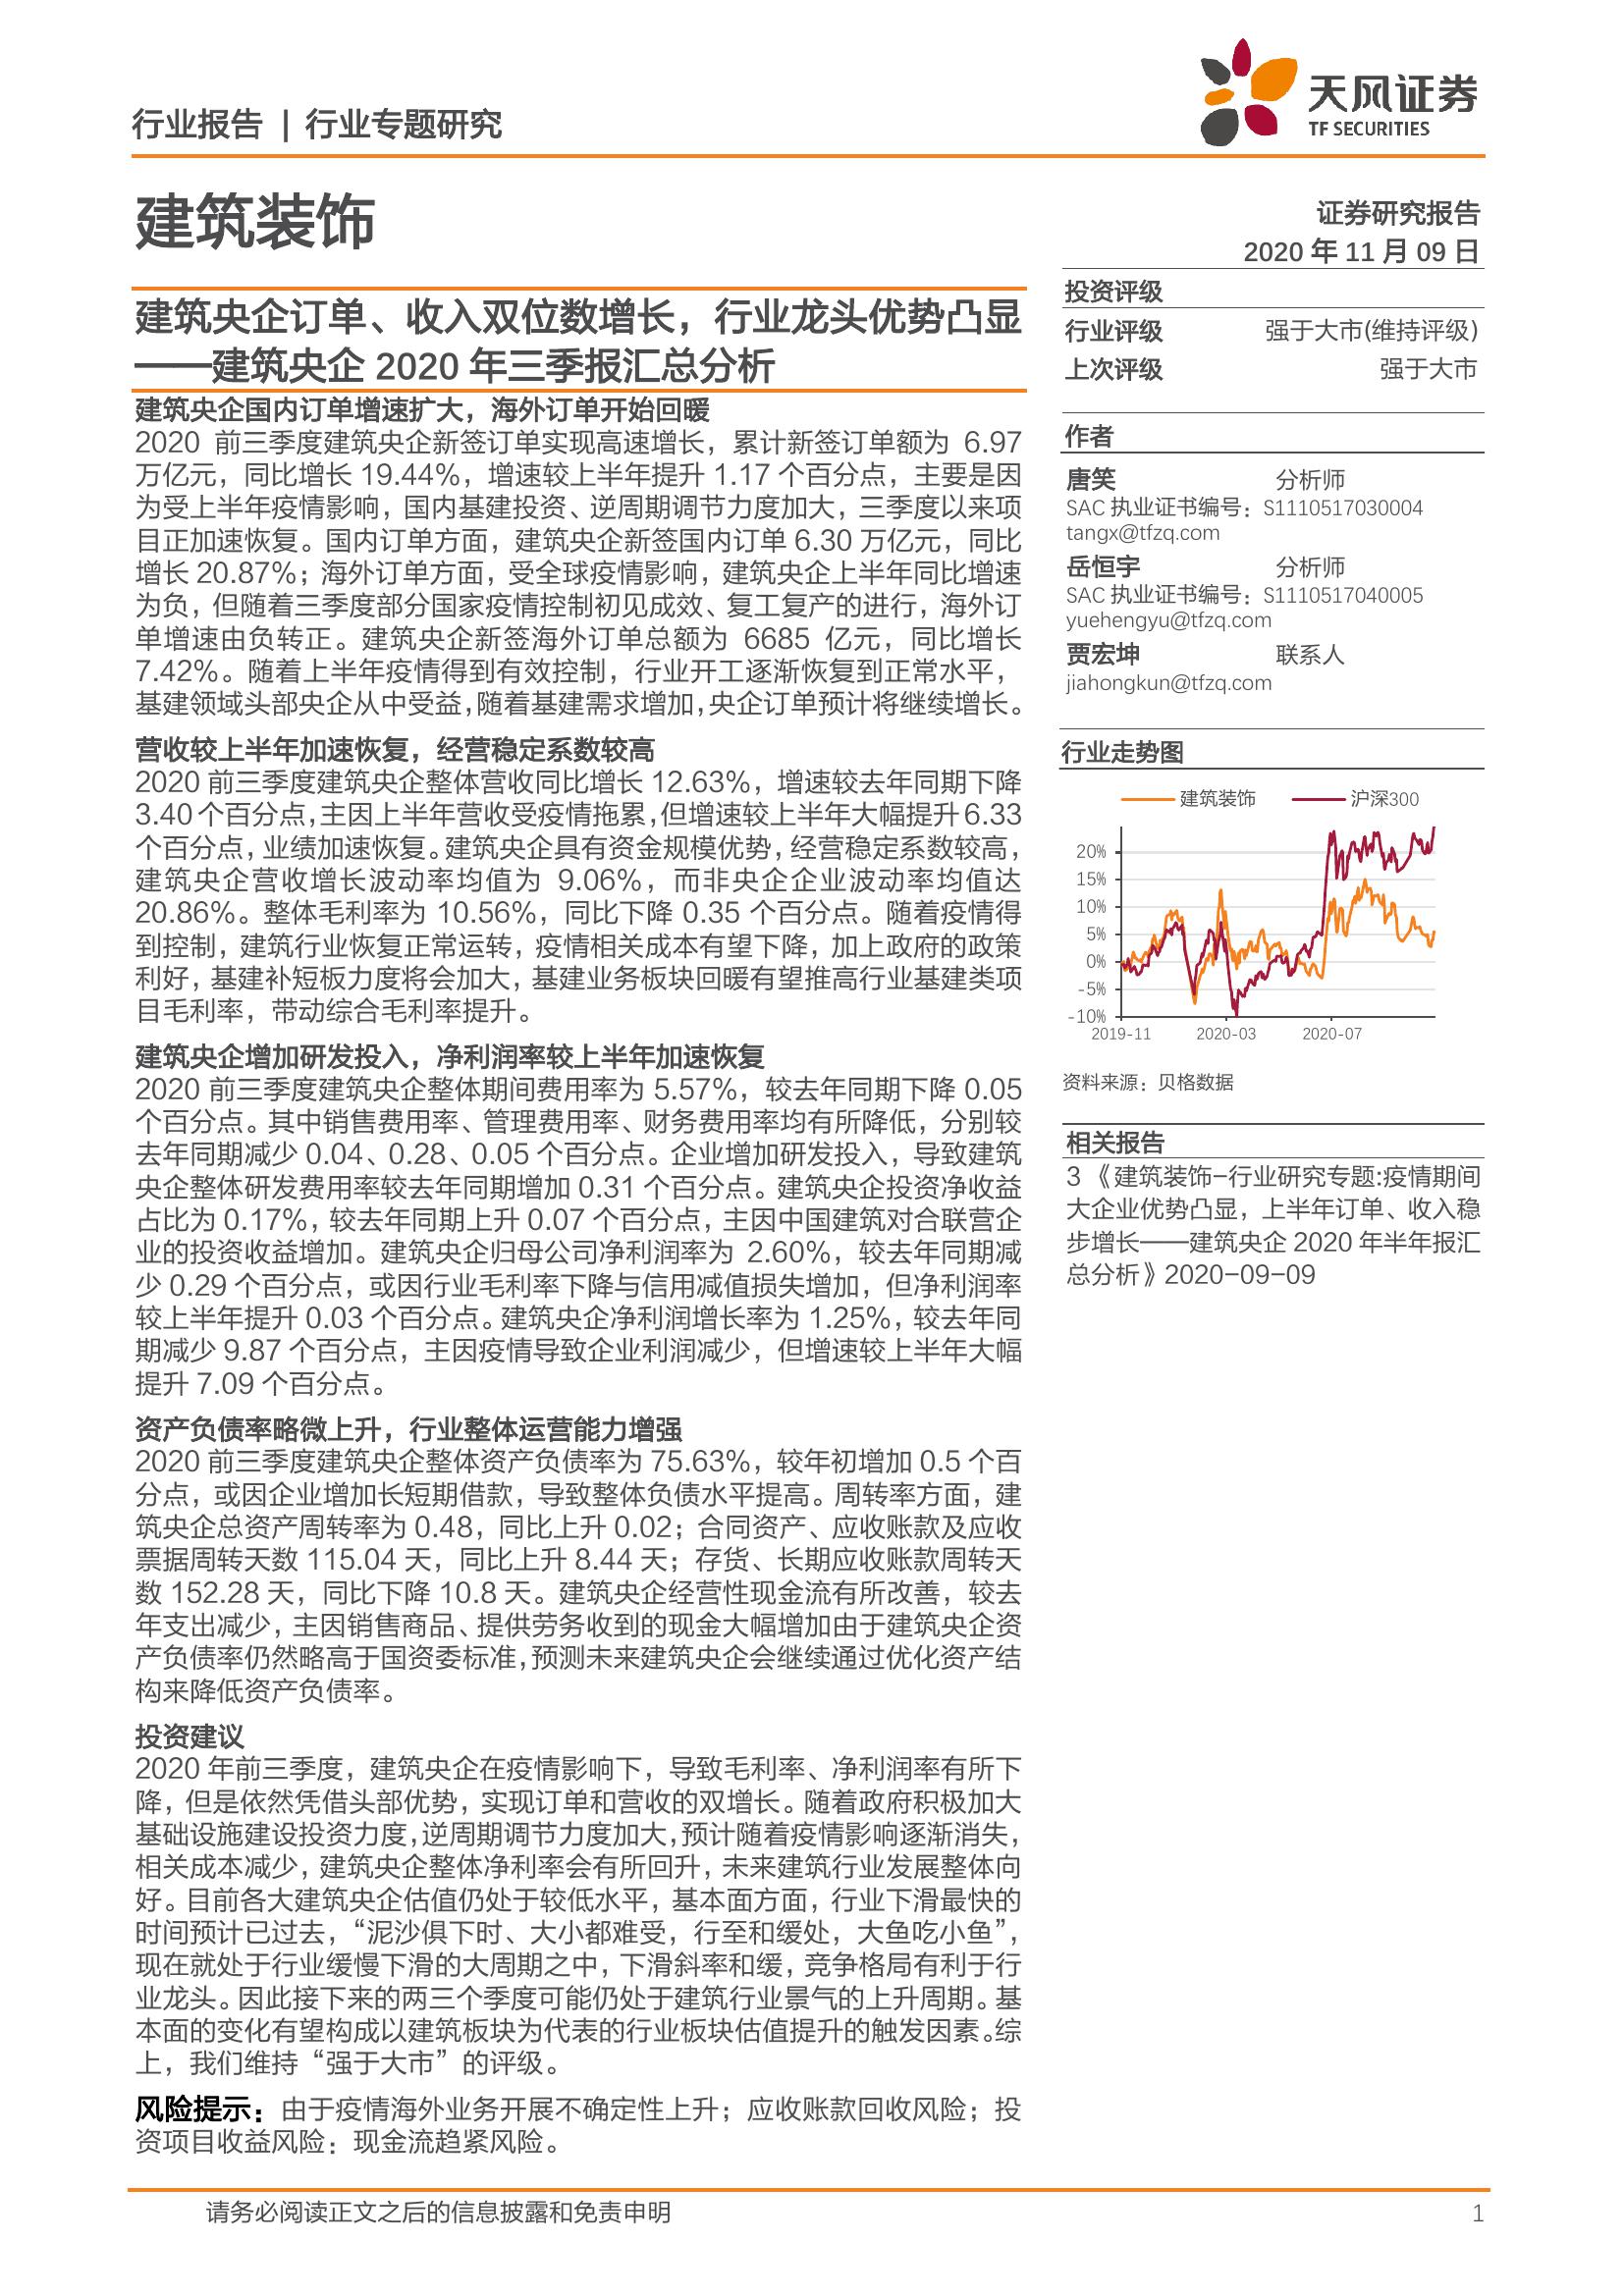 行业报告 | 行业专题研究
天风证券
TF SECURITIES
建筑装饰
证券研究报告
2020 年 11 月 09 日
建筑央企订单、收入双位数增长，行业龙头优势凸显
——建筑央企 2020 年三季报汇总分析
建筑央企国内订单增速扩大，海外订单开始回暖
2020 前三季度建筑央企新签订单实现高速增长，累计新签订单额为 6.97
万亿元，同比增长 19.44%，增速较上半年提升 1.17 个百分点，主要是因
为受上半年疫情影响，国内基建投资、逆周期调节力度加大，三季度以来项
目正加速恢复。国内订单方面，建筑央企新签国内订单 6.30 万亿元，同比
增长 20.87%；海外订单方面，受全球疫情影响，建筑央企上半年同比增速
为负，但随着三季度部分国家疫情控制初见成效、复工复产的进行，海外订
单增速由负转正。建筑央企新签海外订单总额为 6685 亿元，同比增长
7.42%。随着上半年疫情得到有效控制，行业开工逐渐恢复到正常水平，
基建领域头部央企从中受益，随着基建需求增加，央企订单预计将继续增长。
营收较上半年加速恢复，经营稳定系数较高
2020 前三季度建筑央企整体营收同比增长 12.63%，增速较去年同期下降
3.40 个百分点，主因上半年营收受疫情拖累，但增速较上半年大幅提升 6.33
个百分点，业绩加速恢复。建筑央企具有资金规模优势，经营稳定系数较高，
建筑央企营收增长波动率均值为 9.06%，而非央企企业波动率均值达
20.86%。整体毛利率为 10.56%，同比下降 0.35 个百分点。随着疫情得
到控制，建筑行业恢复正常运转，疫情相关成本有望下降，加上政府的政策
利好，基建补短板力度将会加大，基建业务板块回暖有望推高行业基建类项
目毛利率，带动综合毛利率提升。
建筑央企增加研发投入，净利润率较上半年加速恢复
2020 前三季度建筑央企整体期间费用率为 5.57%，较去年同期下降 0.05
个百分点。其中销售费用率、管理费用率、财务费用率均有所降低，分别较
去年同期减少 0.04、0.28、0.05 个百分点。企业增加研发投入，导致建筑
央企整体研发费用率较去年同期增加 0.31 个百分点。建筑央企投资净收益
占比为 0.17%，较去年同期上升 0.07 个百分点，主因中国建筑对合联营企
业的投资收益增加。建筑央企归母公司净利润率为 2.60%，较去年同期减
少 0.29 个百分点，或因行业毛利率下降与信用减值损失增加，但净利润率
较上半年提升 0.03 个百分点。建筑央企净利润增长率为 1.25%，较去年同
期减少 9.87 个百分点，主因疫情导致企业利润减少，但增速较上半年大幅
提升 7.09 个百分点。
资产负债率略微上升，行业整体运营能力增强
2020 前三季度建筑央企整体资产负债率为 75.63%，较年初增加 0.5 个百
分点，或因企业增加长短期借款，导致整体负债水平提高。周转率方面，建
筑央企总资产周转率为 0.48，同比上升 0.02；合同资产、应收账款及应收
票据周转天数 115.04 天，同比上升 8.44 天；存货、长期应收账款周转天
数 152.28 天，同比下降 10.8 天。建筑央企经营性现金流有所改善，较去
年支出减少，主因销售商品、提供劳务收到的现金大幅增加由于建筑央企资
产负债率仍然略高于国资委标准，预测未来建筑央企会继续通过优化资产结
构来降低资产负债率。
投资建议
2020 年前三季度，建筑央企在疫情影响下，导致毛利率、净利润率有所下
降，但是依然凭借头部优势，实现订单和营收的双增长。随着政府积极加大
基础设施建设投资力度，逆周期调节力度加大，预计随着疫情影响逐渐消失，
相关成本减少，建筑央企整体净利率会有所回升，未来建筑行业发展整体向
好。目前各大建筑央企估值仍处于较低水平，基本面方面，行业下滑最快的
时间预计已过去，“泥沙俱下时、大小都难受，行至和缓处，大鱼吃小鱼”，
现在就处于行业缓慢下滑的大周期之中，下滑斜率和缓，竞争格局有利于行
业龙头。因此接下来的两三个季度可能仍处于建筑行业景气的上升周期。基
本面的变化有望构成以建筑板块为代表的行业板块估值提升的触发因素。综
上，我们维持“强于大市”的评级。
风险提示：由于疫情海外业务开展不确定性上升；应收账款回收风险；投
资项目收益风险：现金流趋紧风险。
投资评级
行业评级 强于大市(维持评级)
上次评级 强于大市
作者
唐笑 分析师
SAC 执业证书编号：S1110517030004
tangx@tfzq.com
岳恒宇 分析师
SAC 执业证书编号：S1110517040005
yuehengyu@tfzq.com
贾宏坤 联系人
jiahongkun@tfzq.com
行业走势图
建筑装饰 沪深300
20%
15%
10%
5%
0%
-5%
-10%
2019-11 2020-03 2020-07
资料来源：贝格数据
相关报告
3 《建筑装饰-行业研究专题:疫情期间
大企业优势凸显，上半年订单、收入稳
步增长——建筑央企 2020 年半年报汇
总分析》2020-09-09
请务必阅读正文之后的信息披露和免责申明 1